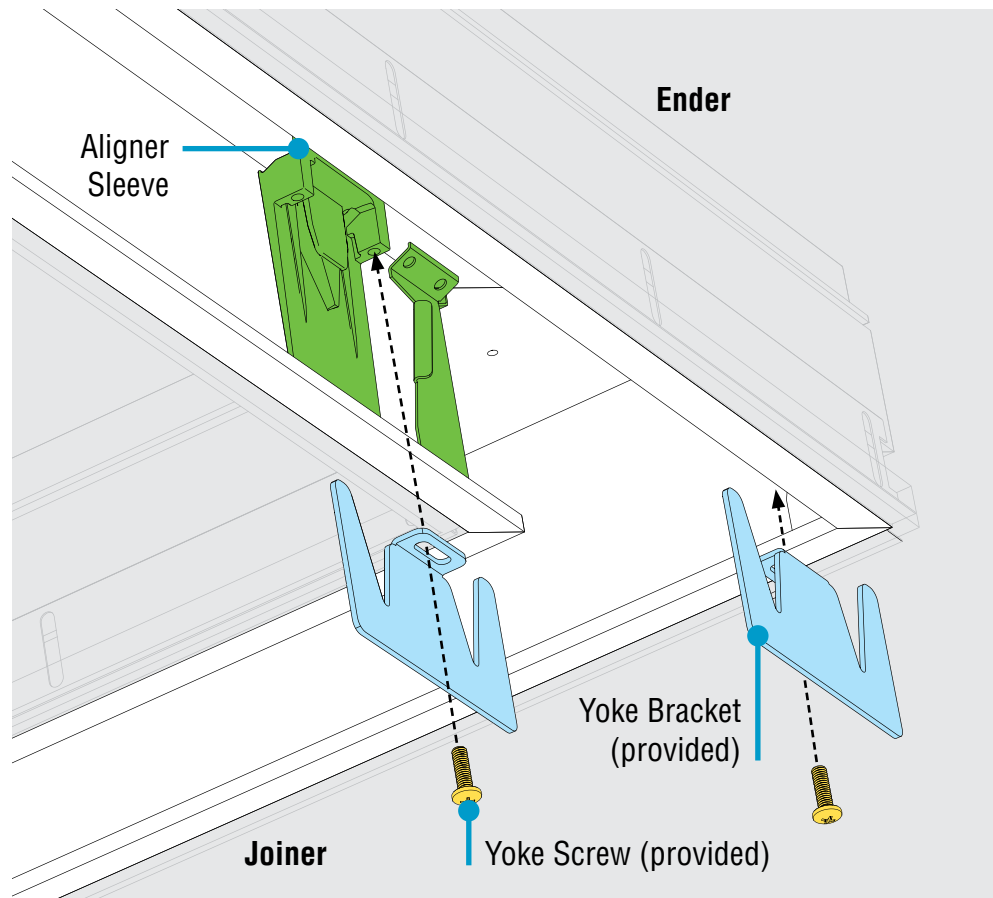 Ender
Aligner
Sleeve
Yoke Bracket
(provided)
Joiner
Yoke Screw (provided)